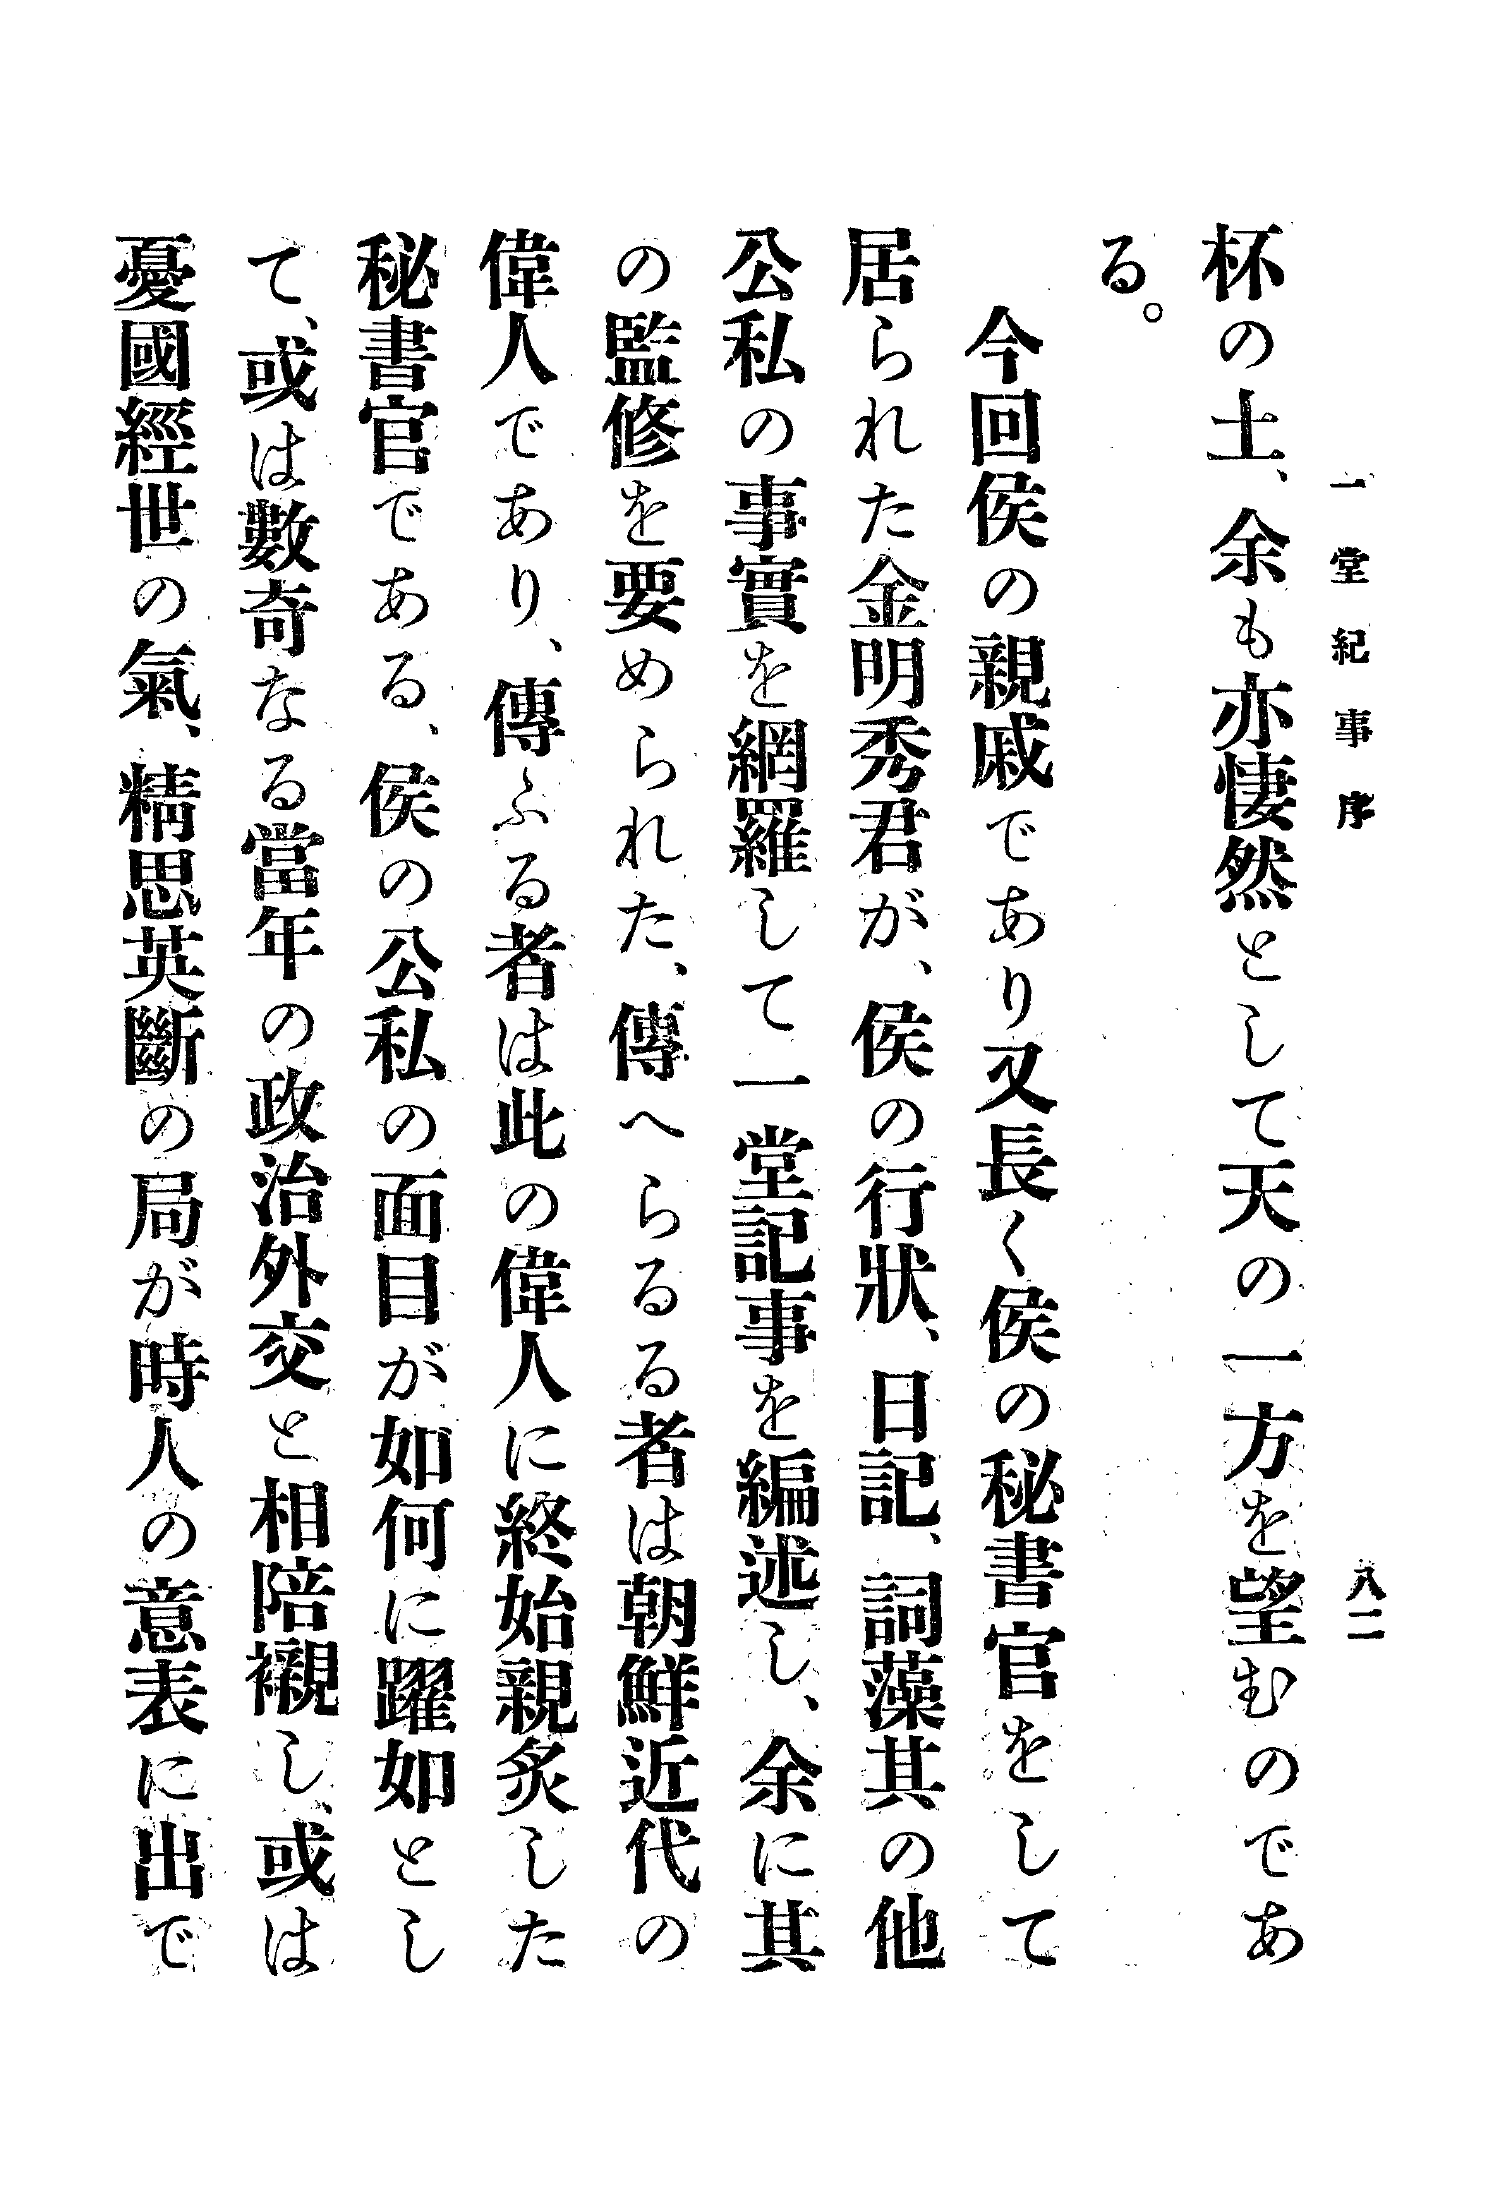 一堂紀事序
八二
杯の土、余も亦悽然として天の一方を望むのであ
る。
今回侯の親戚であり又長く侯の秘書官をして
居られた金明秀君が、侯の行狀、日記、詞藻其の他
公私の事實を網羅して一堂記事を編述し、余に其
の監修を要められた、傳へらるる者は朝鮮近代の
偉人であり、傳ふる者は此の偉人に終始親炙した
秘書官である、侯の公私の面目が如何に躍如とし
て、或は數奇なる當年の政治外交と相陪襯し、或は
憂國經世の氣、精思英斷の局が時人の意表に出で